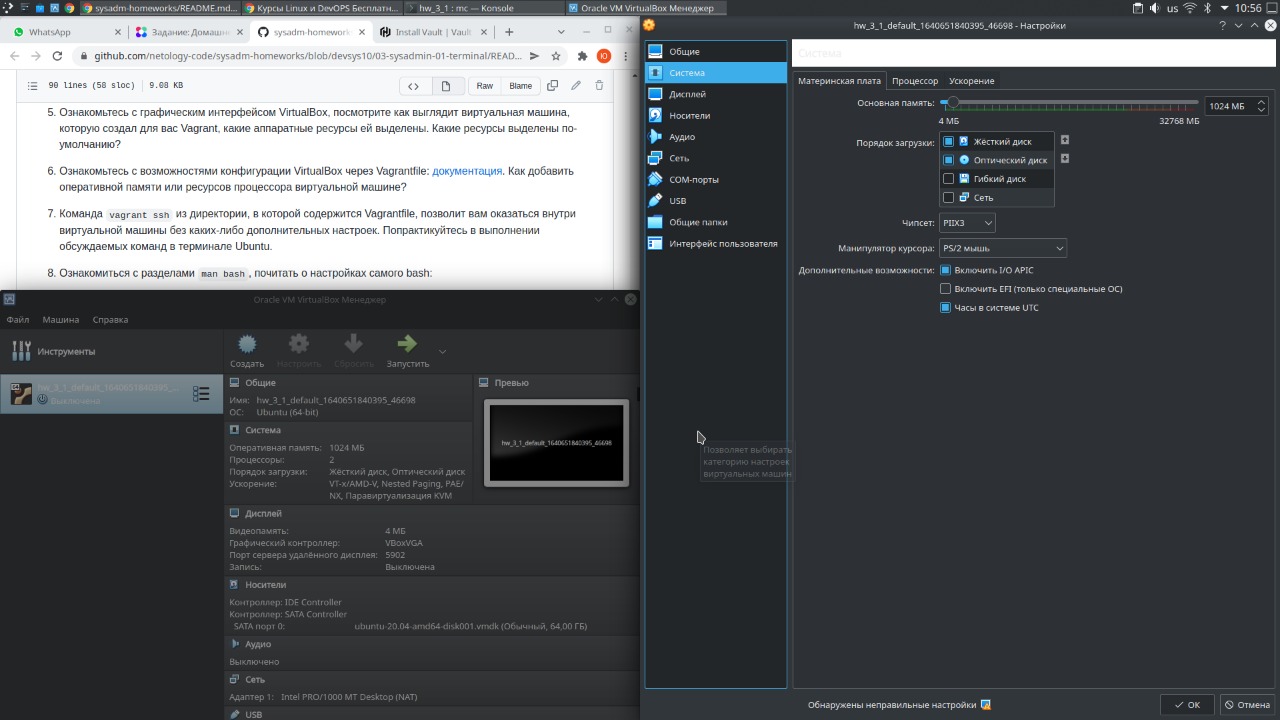 sysadm-homeworks/README.md...
Курсы Linux и DevOPS Бесплатн...
hw_3_1 : mc — Konsole
Oracle VM VirtualBox Менеджер
us
10:56
WhatsApp
Задание: Домашн
sysadm-homework
Install Vault | Vault
github.com/netology-code/sysadm-homeworks/blob/devsys10/03-sysadmin-01-terminal/READ...
Ю
90 lines (58 sloc) 9.08 KB
Raw
Blame
5. Ознакомьтесь с графическим интерфейсом VirtualBox, посмотрите как выглядит виртуальная машина,
которую создал для вас Vagrant, какие аппаратные ресурсы ей выделены. Какие ресурсы выделены по-
умолчанию?
6. Ознакомьтесь с возможностями конфигурации VirtualBox через Vagrantfile: документация. Как добавить
оперативной памяти или ресурсов процессора виртуальной машине?
7. Команда vagrant ssh из директории, в которой содержится Vagrantfile, позволит вам оказаться внутри
виртуальной машины без каких-либо дополнительных настроек. Попрактикуйтесь в выполнении
обсуждаемых команд в терминале Ubuntu.
8. Ознакомиться с разделами man bash, почитать о настройках самого bash:
Oracle VM VirtualBox Менеджер
Файл Машина Справка
Инструменты
Создать
Настроить
Сбросить
Запустить
hw_3_1_default_1640651840395_...
Выключена
Общие
Имя: hw_3_1_default_1640651840395_46698
ОС: Ubuntu (64-bit)
Система
Оперативная память: 1024 МБ
Процессоры: 2
Порядок загрузки: Жёсткий диск, Оптический диск
Ускорение: VT-x/AMD-V, Nested Paging, PAE/
NX, Паравиртуализация KVM
Превью
hw_3_1_default_1640651840395_46698
Дисплей
Видеопамять: 4 МБ
Графический контроллер: VBoxVGA
Порт сервера удалённого дисплея: 5902
Запись: Выключена
Носители
Контроллер: IDE Controller
Контроллер: SATA Controller
SATA порт 0: ubuntu-20.04-amd64-disk001.vmdk (Обычный, 64,00 ГБ)
Аудио
Выключено
Сеть
Адаптер 1: Intel PRO/1000 MT Desktop (NAT)
USB
hw_3_1_default_1640651840395_46698 - Настройки
Общие
Система
Дисплей
Носители
Аудио
Сеть
COM-порты
USB
Общие папки
Интерфейс пользователя
Позволяет выбирать
категорию настроек
виртуальных машин
Система
Материнская плата
Процессор
Ускорение
Основная память:
1024 МБ
4 МБ
32768 МБ
Порядок загрузки:
Жёсткий диск
Оптический диск
Гибкий диск
Сеть
Чипсет: PIIX3
Манипулятор курсора: PS/2 мышь
Дополнительные возможности: Включить I/O APIC
Включить EFI (только специальные ОС)
Часы в системе UTC
Обнаружены неправильные настройки
OK
Отмена